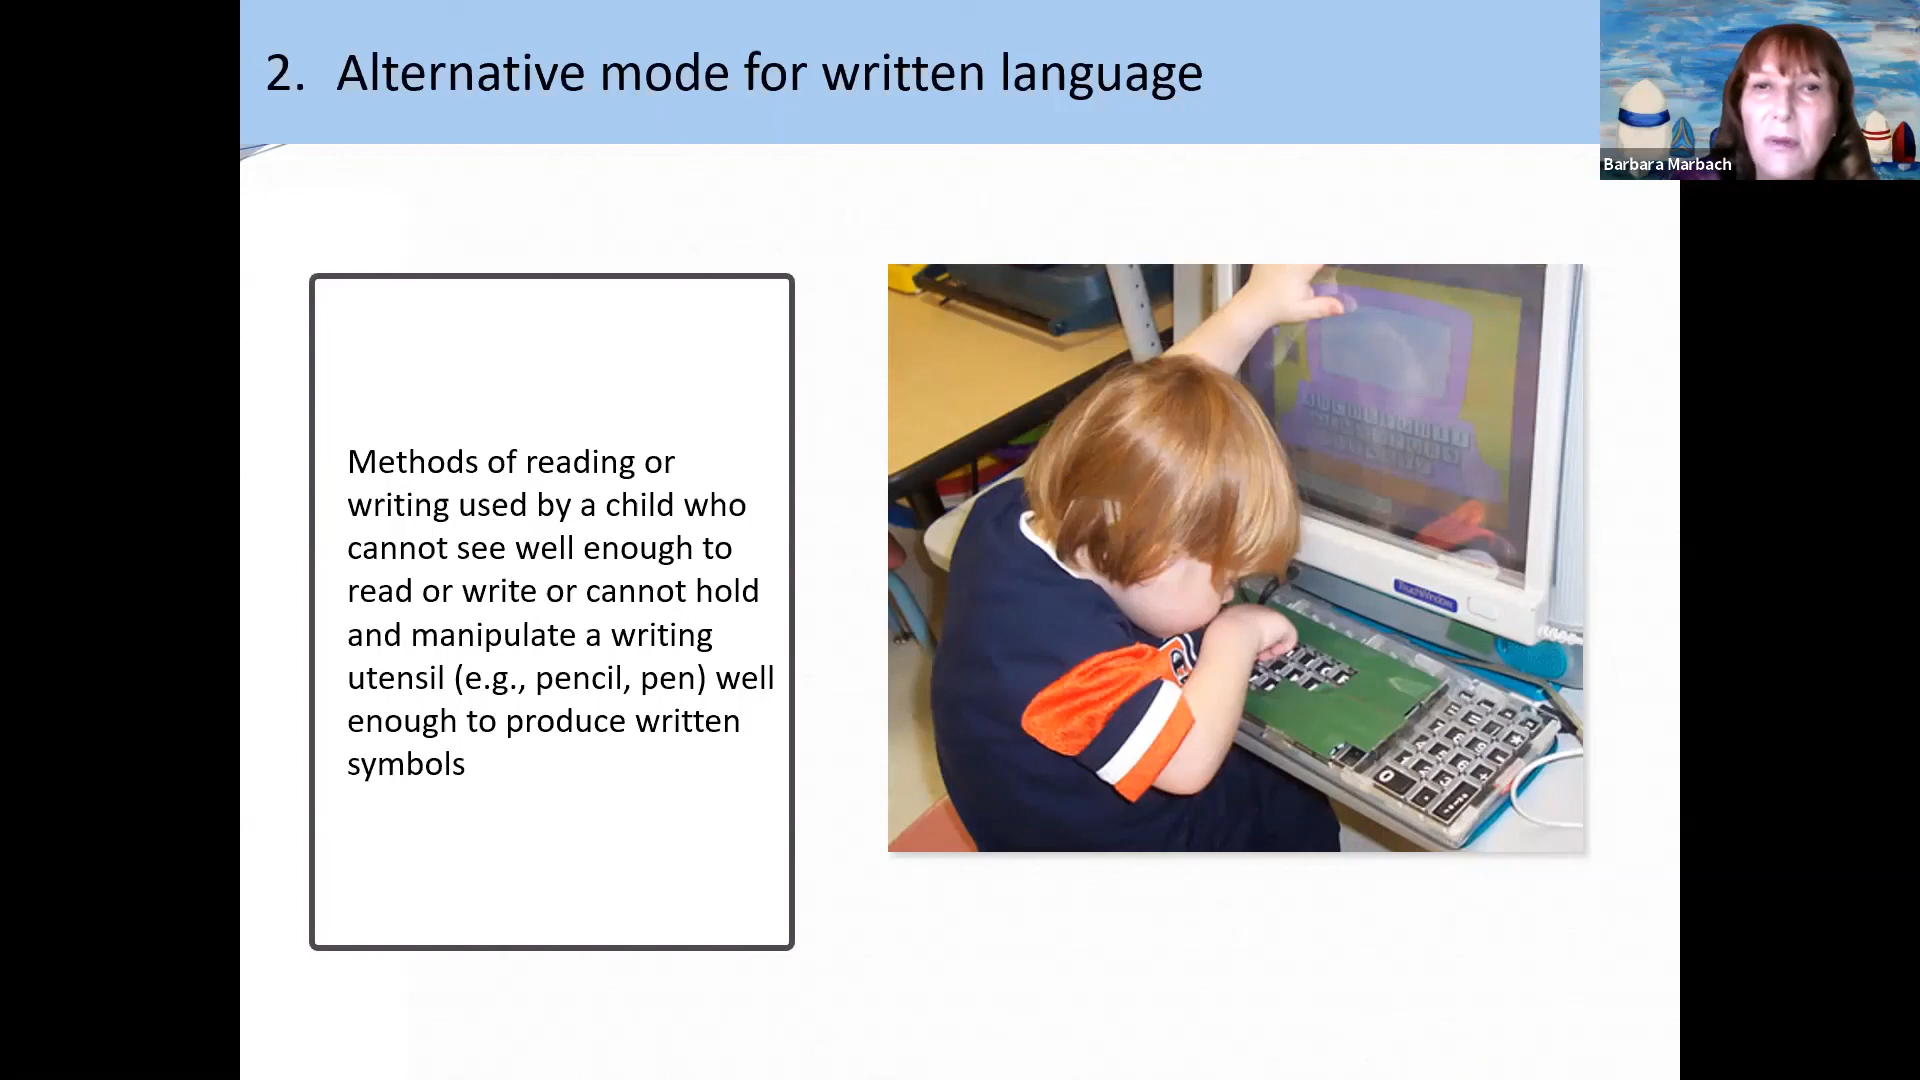 2. Alternative mode for written language
Barbara Marbach
Methods of reading or
writing used by a child who
cannot see well enough to
read or write or cannot hold
and manipulate a writing
utensil (e.g., pencil, pen) well
enough to produce written
symbols
TouchWindow